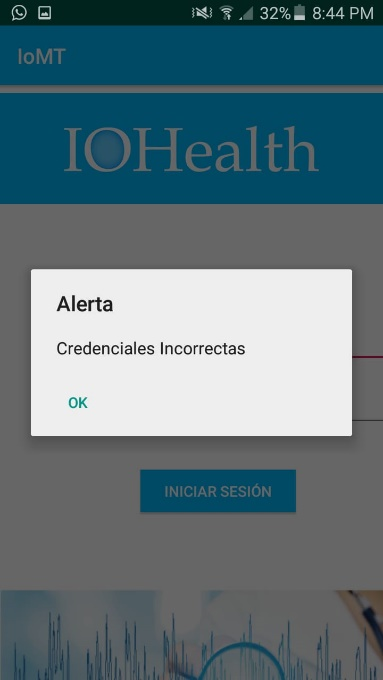 32% 8:44 PM
IoMT
IOHealth
Alerta
Credenciales Incorrectas
OK
INICIAR SESIÓN